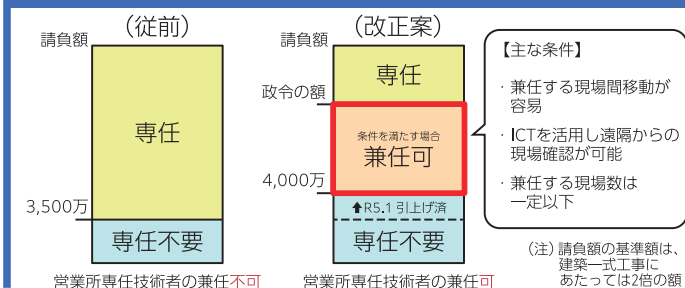 (従前)
請負額
専任
3,500万
専任不要
営業所専任技術者の兼任不可
(改正案)
請負額
専任
政令の額
条件を満たす場合
兼任可
4,000万
↑R5.1 引上げ済
専任不要
営業所専任技術者の兼任可
【主な条件】
・兼任する現場間移動が
容易
・ICTを活用し遠隔からの
現場確認が可能
・兼任する現場数は
一定以下
(注)請負額の基準額は、
建築一式工事に
あたっては2倍の額